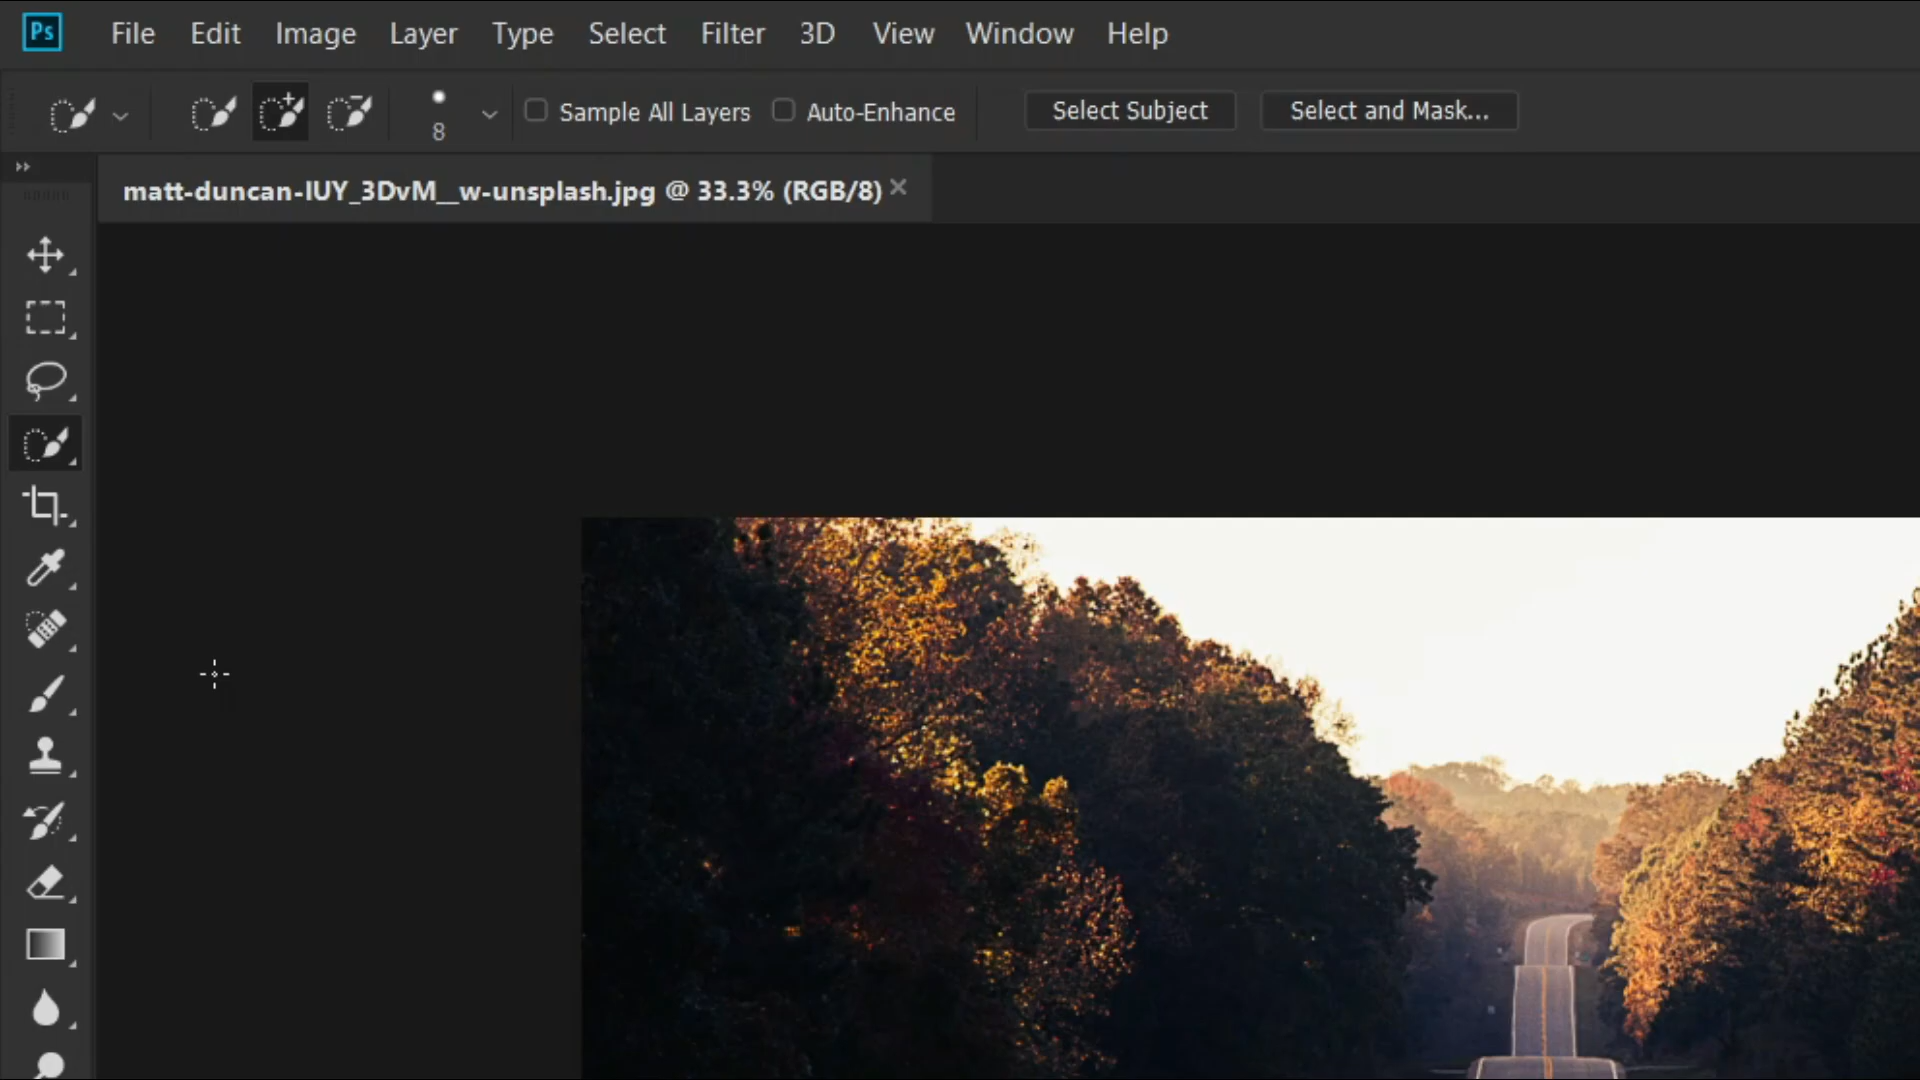 Ps File Edit Image Layer Type Select Filter 3D View Window Help
8 Sample All Layers Auto-Enhance Select Subject Select and Mask...
matt-duncan-IUY_3DvM__w-unsplash.jpg @ 33.3% (RGB/8)